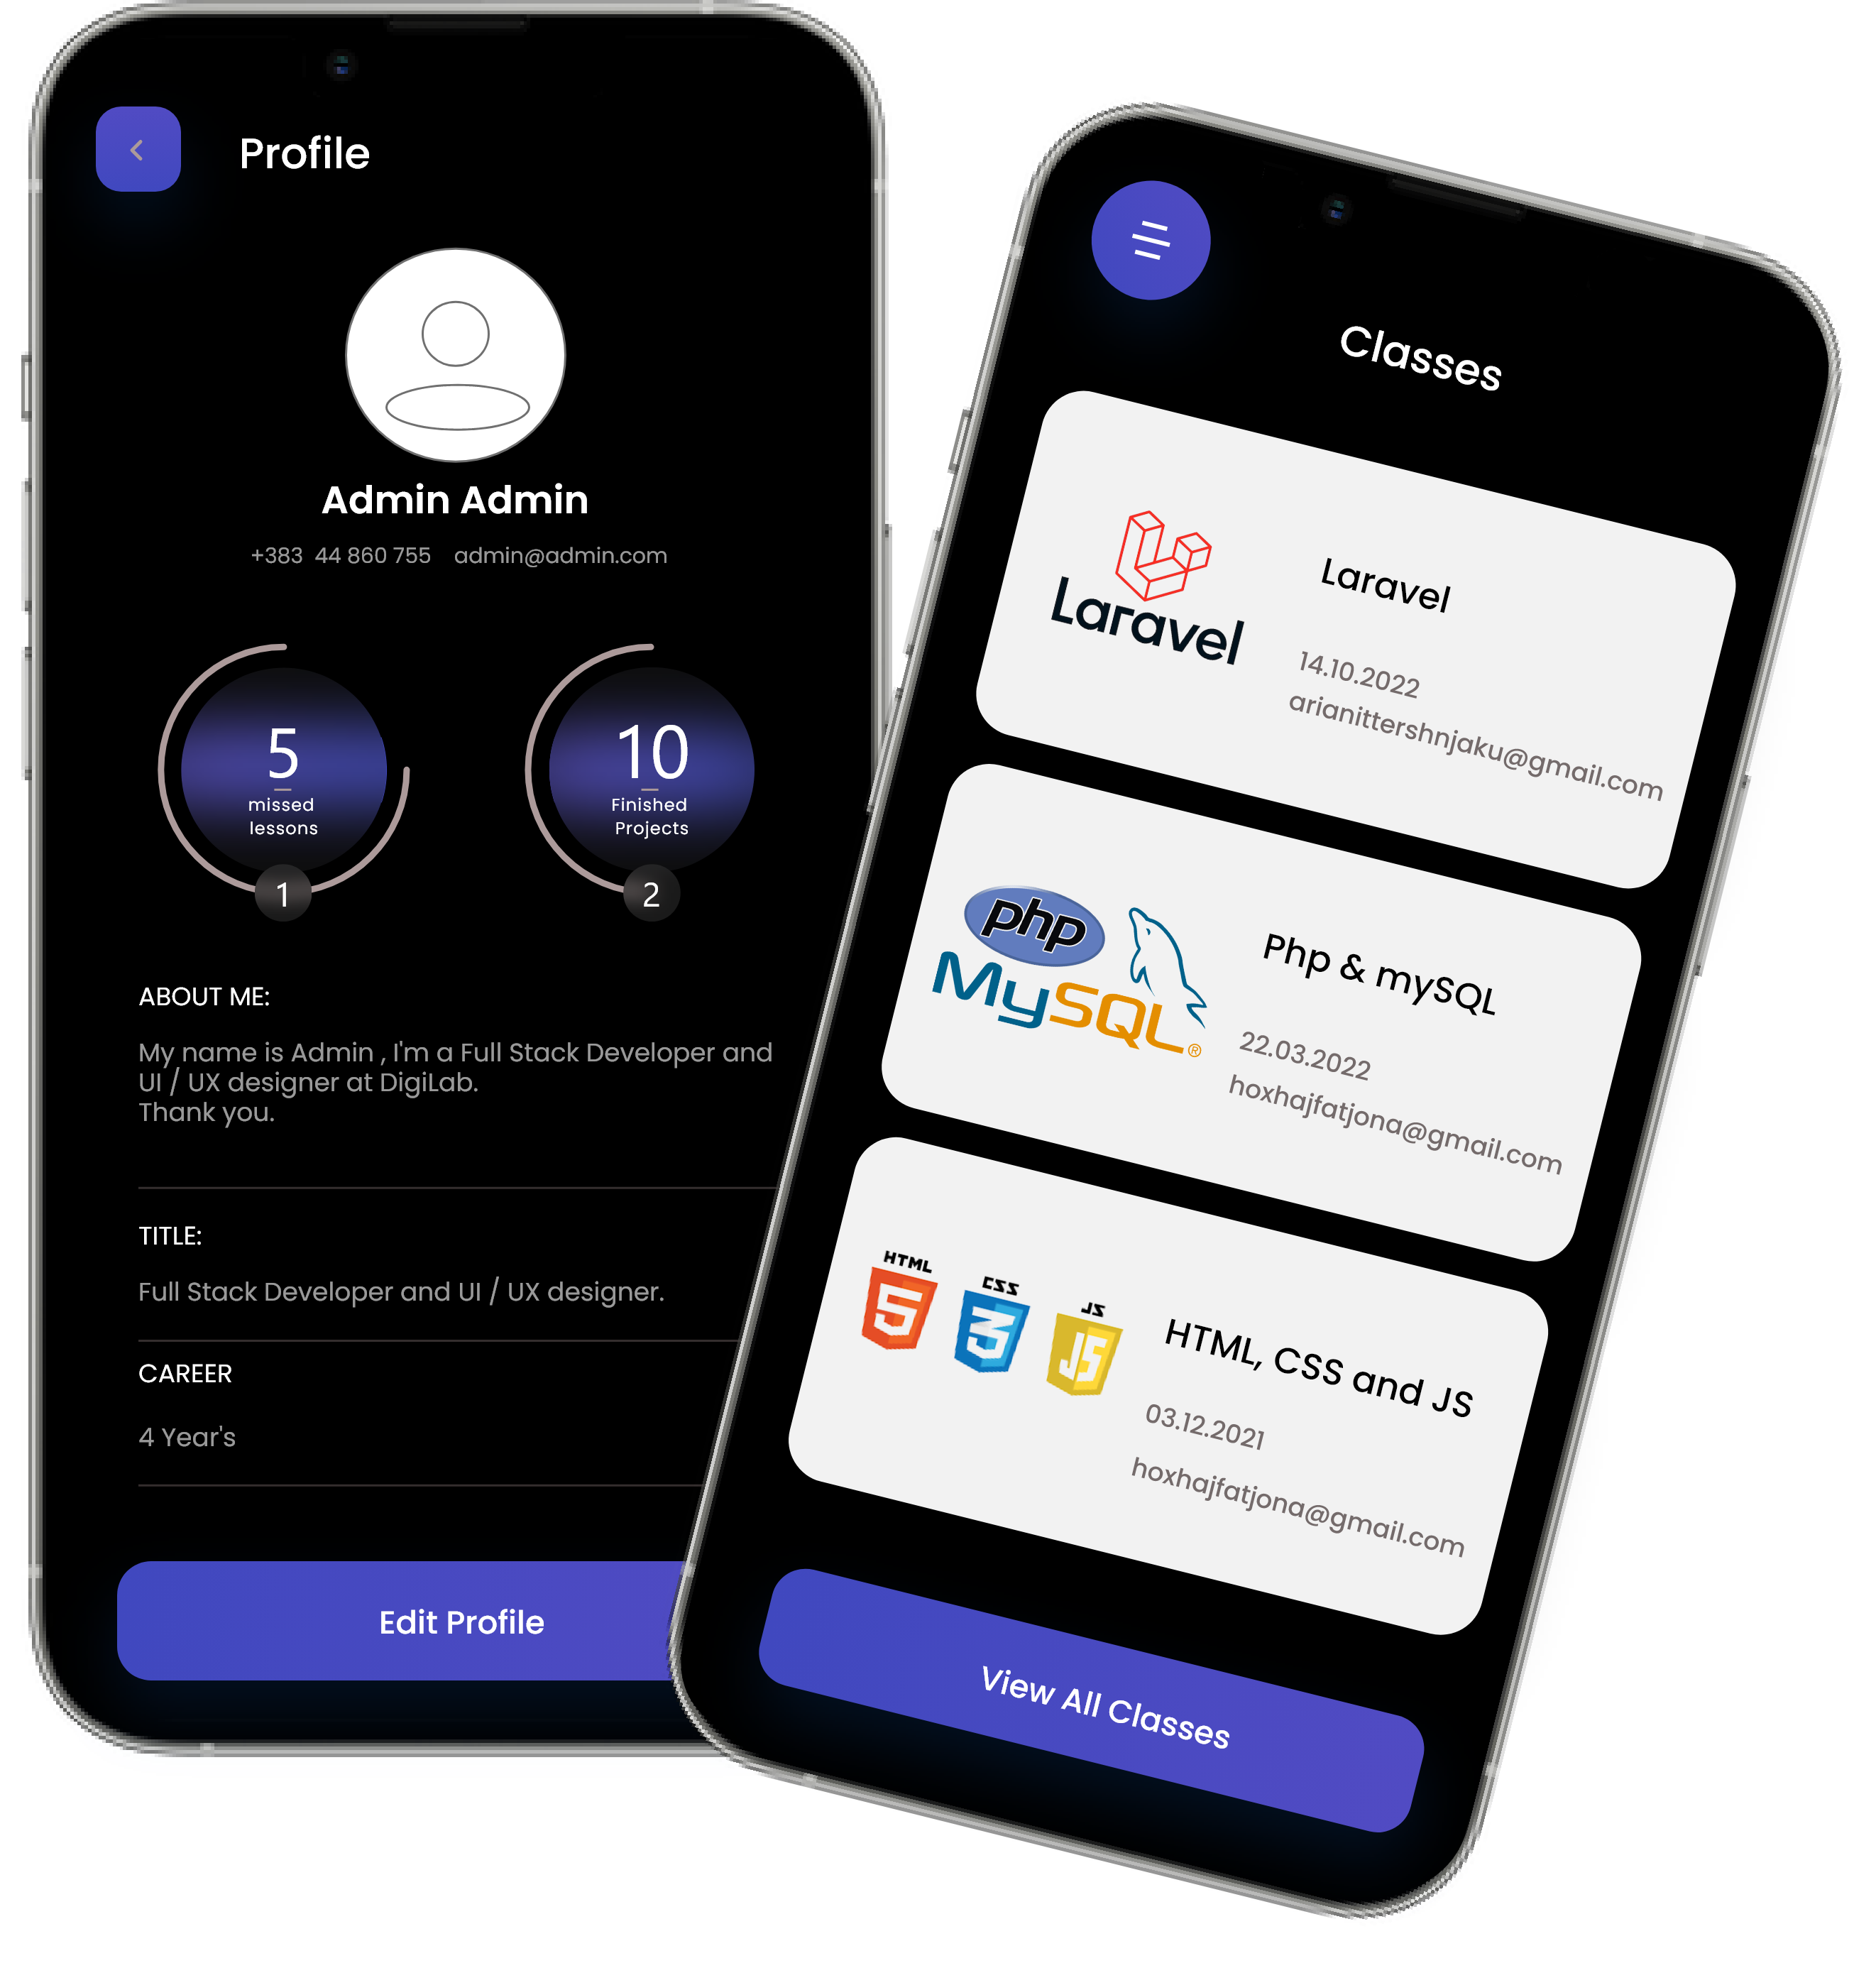 Profile
Admin Admin
+383 44 860 755 admin@admin.com
5
missed
lessons
1
10
Finished
Projects
2
ABOUT ME:
My name is Admin , I'm a Full Stack Developer and
UI / UX designer at DigiLab.
Thank you.
TITLE:
Full Stack Developer and UI / UX designer.
CAREER
4 Year's
Edit Profile
Classes
Laravel
Laravel
14.10.2022
arianittershnjaku@gmail.com
php
MySQL®
Php & mySQL
22.03.2022
hoxhajfatjona@gmail.com
HTML
5
CSS
3
JS
JS
HTML, CSS and JS
03.12.2021
hoxhajfatjona@gmail.com
View All Classes